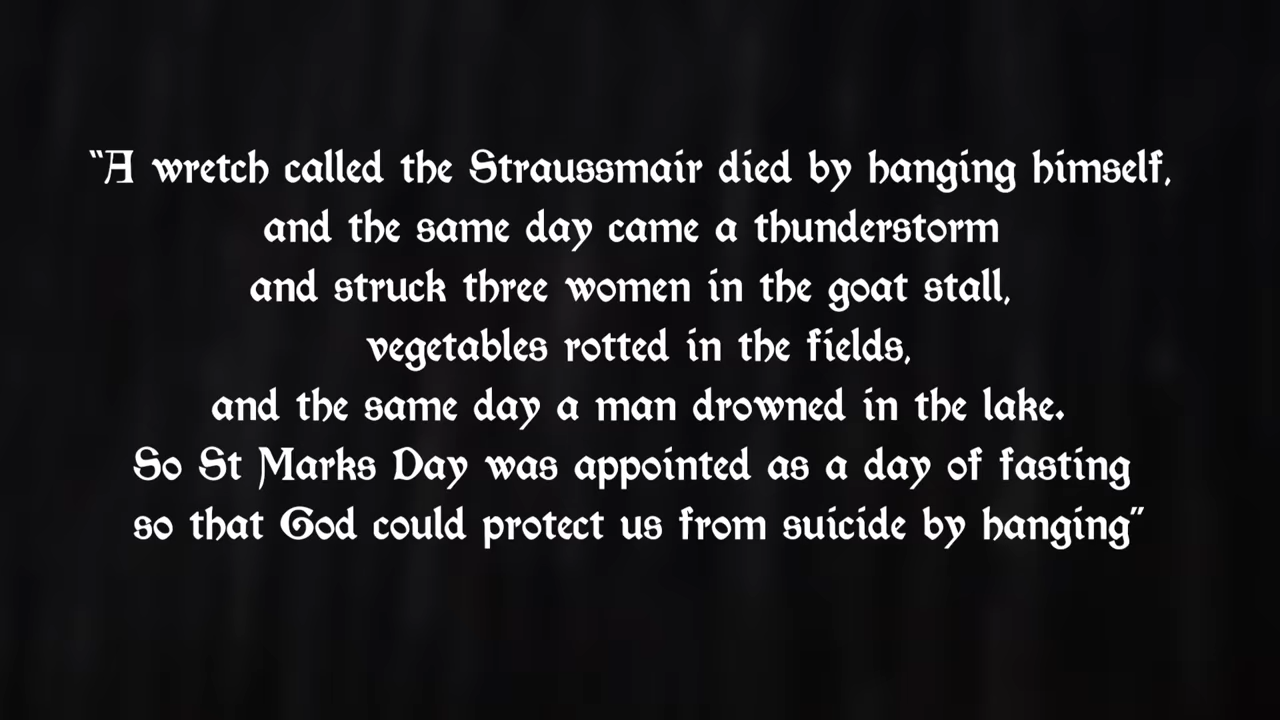 “A wretch called the Straussmair died by hanging himself,
and the same day came a thunderstorm
and struck three women in the goat stall,
vegetables rotted in the fields,
and the same day a man drowned in the lake.
So St Marks Day was appointed as a day of fasting
so that God could protect us from suicide by hanging”